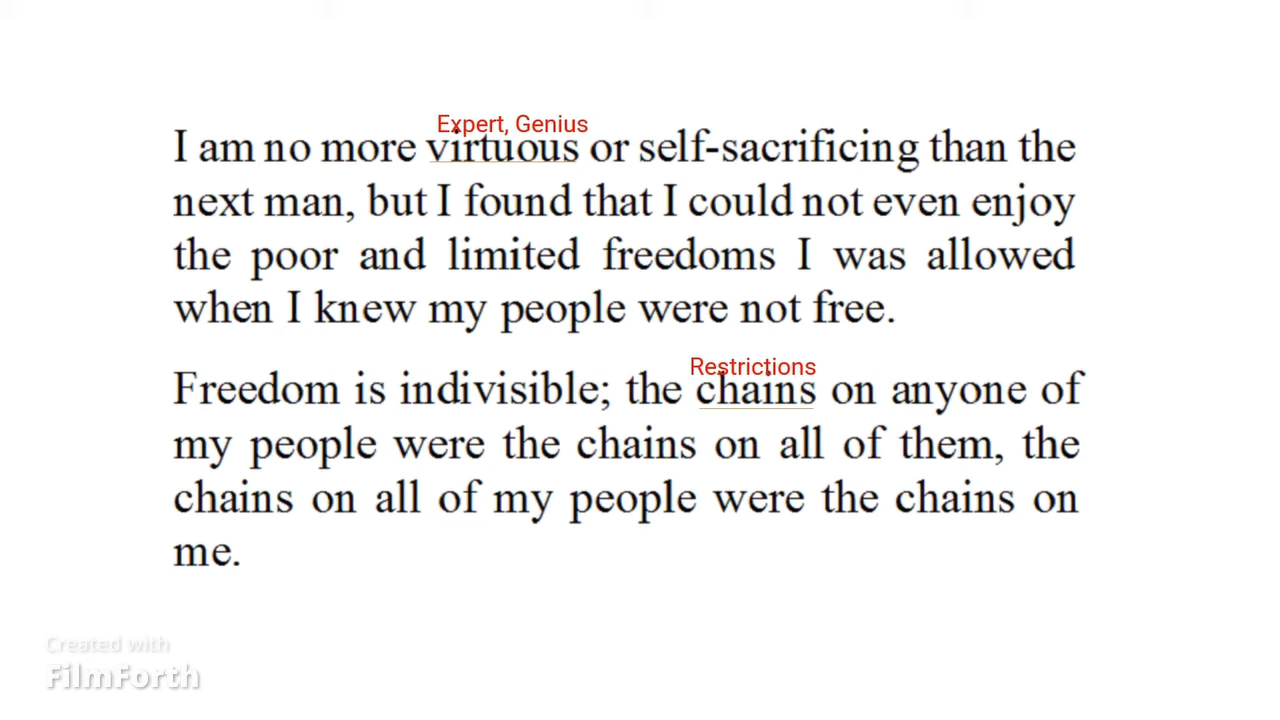 Expert, Genius
I am no more virtuous or self-sacrificing than the
next man, but I found that I could not even enjoy
the poor and limited freedoms I was allowed
when I knew my people were not free.
Restrictions
Freedom is indivisible; the chains on anyone of
my people were the chains on all of them, the
chains on all of my people were the chains on
me.
Created with
FilmForth